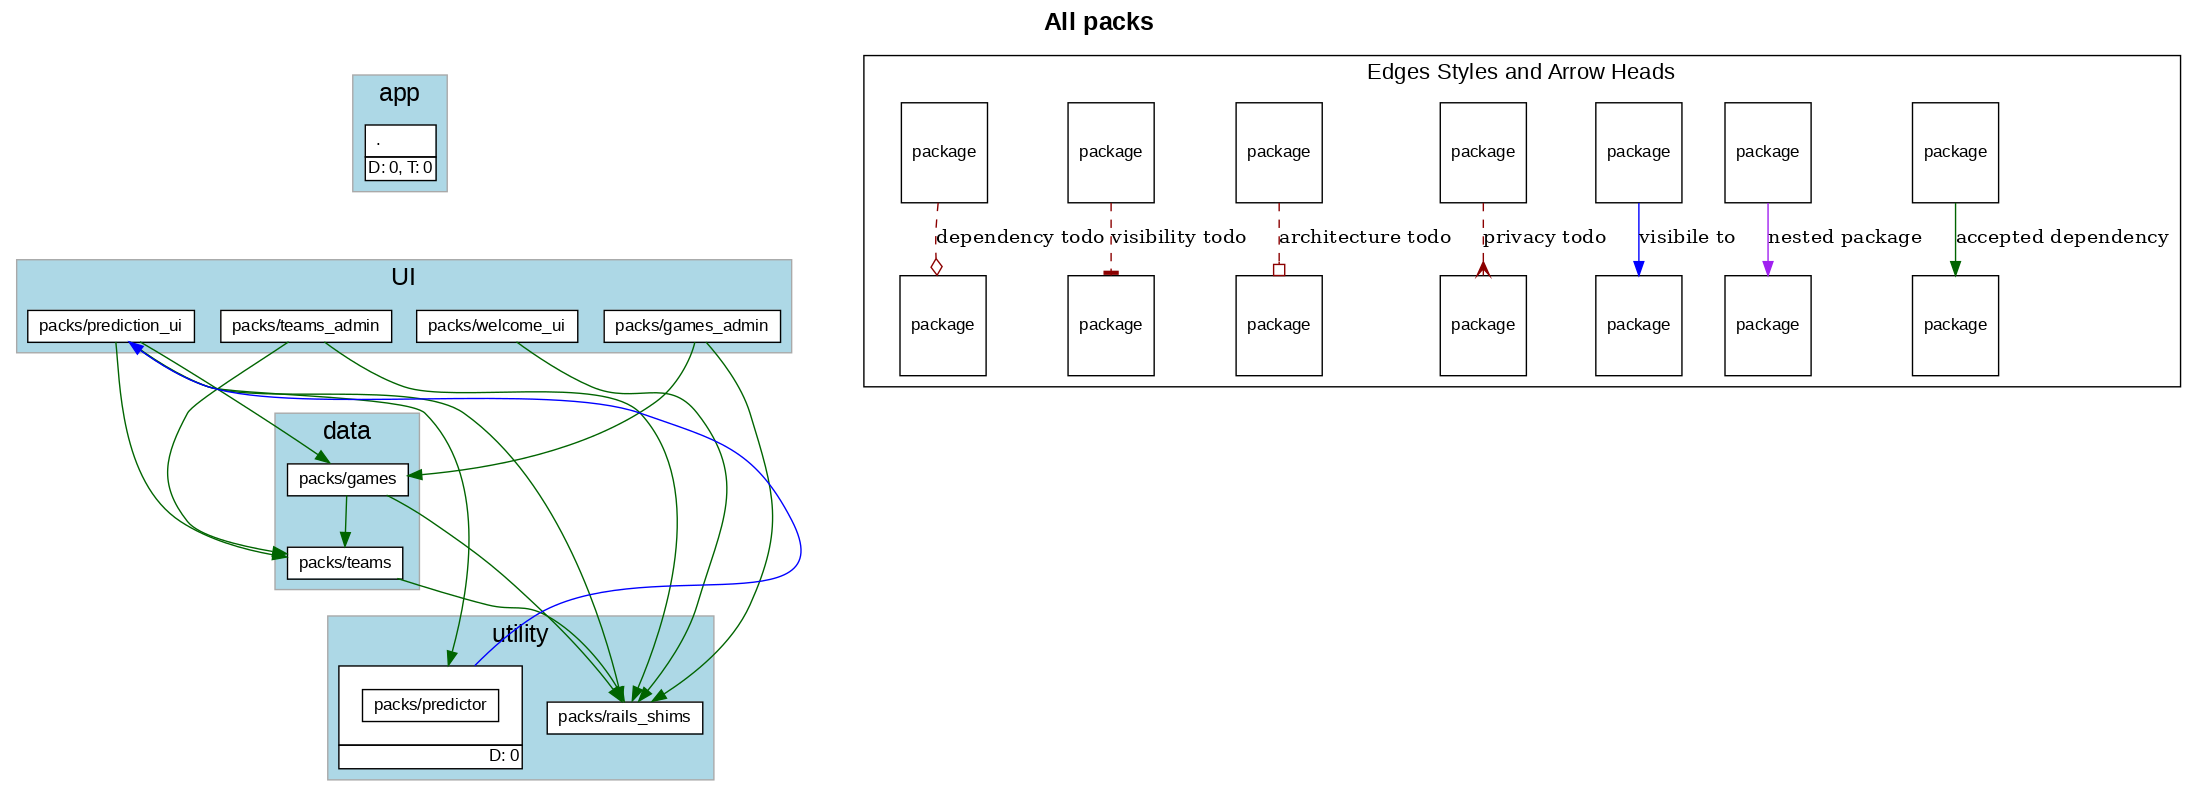 All packs
app
.
D: 0, T: 0
UI
packs/prediction_ui
packs/teams_admin
packs/welcome_ui
packs/games_admin
data
packs/games
packs/teams
utility
packs/predictor
D: 0
packs/rails_shims
Edges Styles and Arrow Heads
package
package
package
package
package
package
package
dependency todo
visibility todo
architecture todo
privacy todo
visibile to
nested package
accepted dependency
package
package
package
package
package
package
package